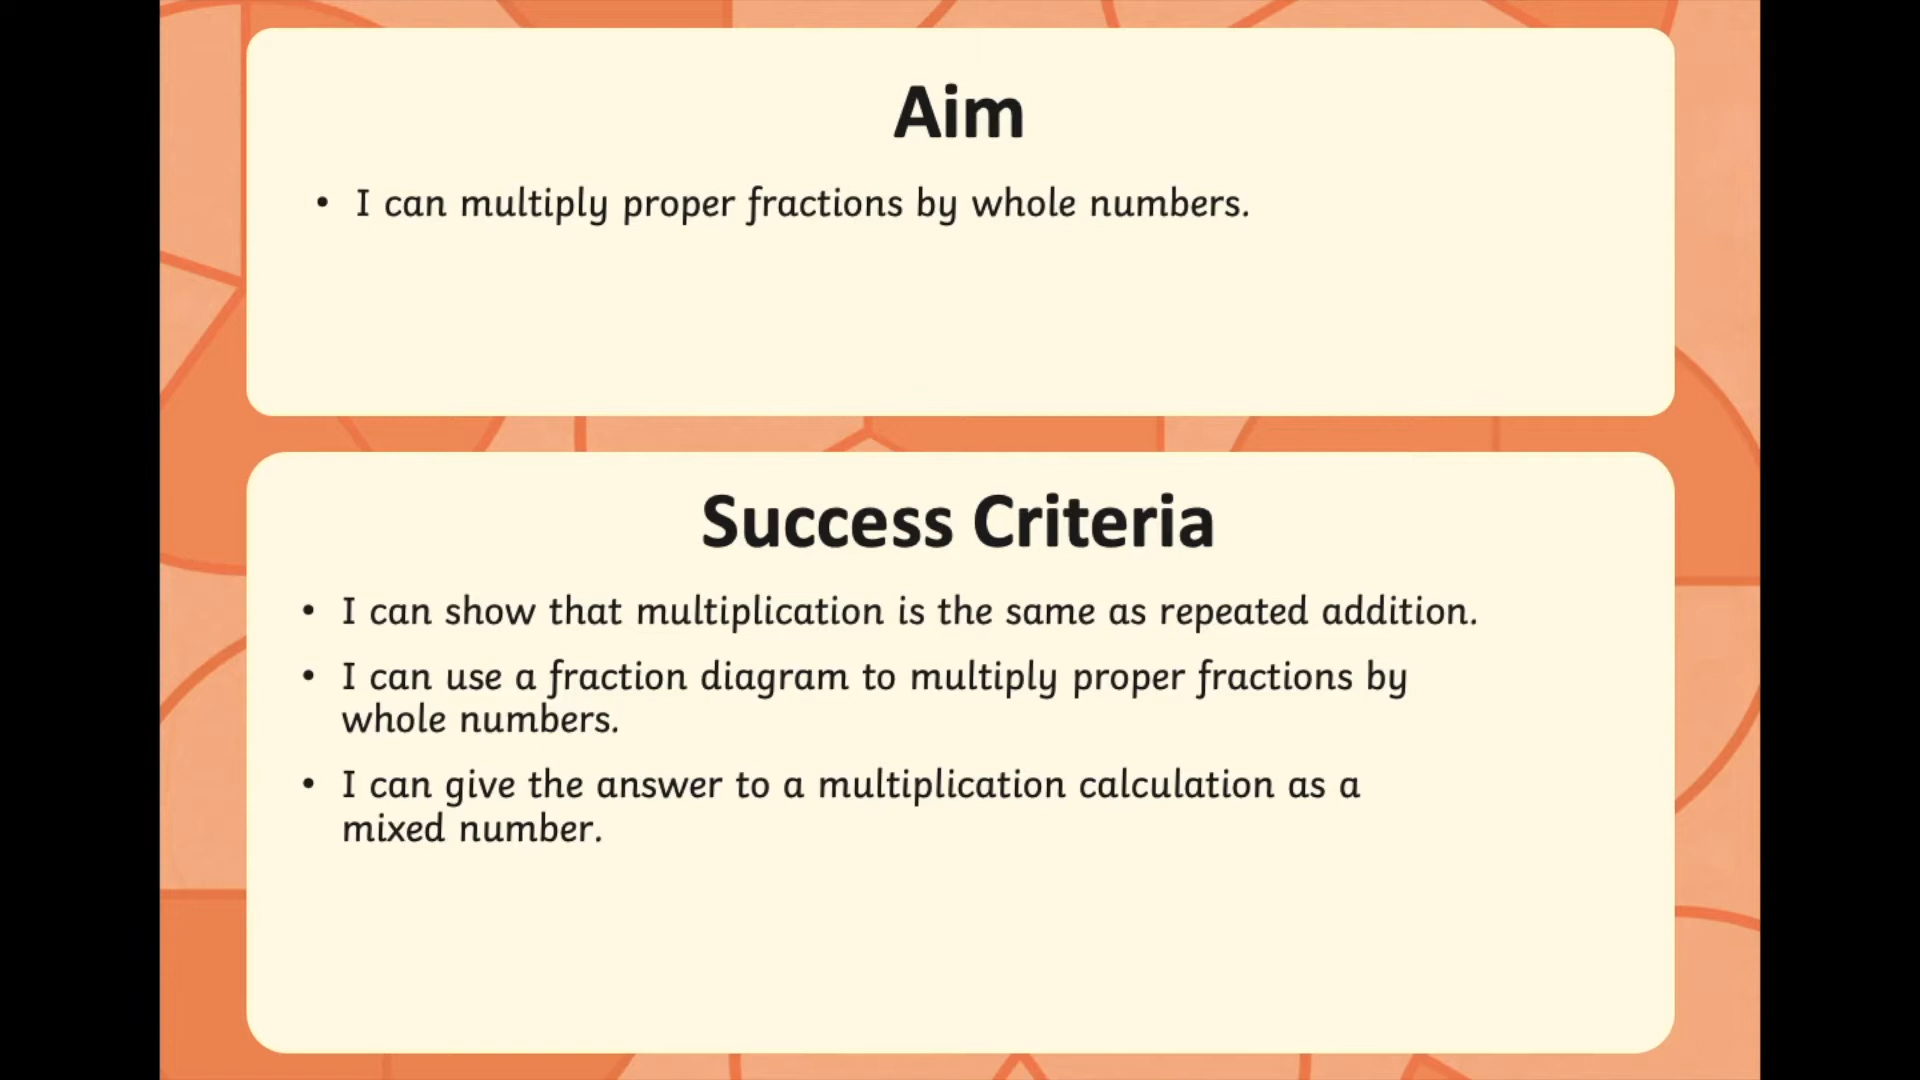 Aim
• I can multiply proper fractions by whole numbers.
Success Criteria
• I can show that multiplication is the same as repeated addition.
• I can use a fraction diagram to multiply proper fractions by
whole numbers.
• I can give the answer to a multiplication calculation as a
mixed number.